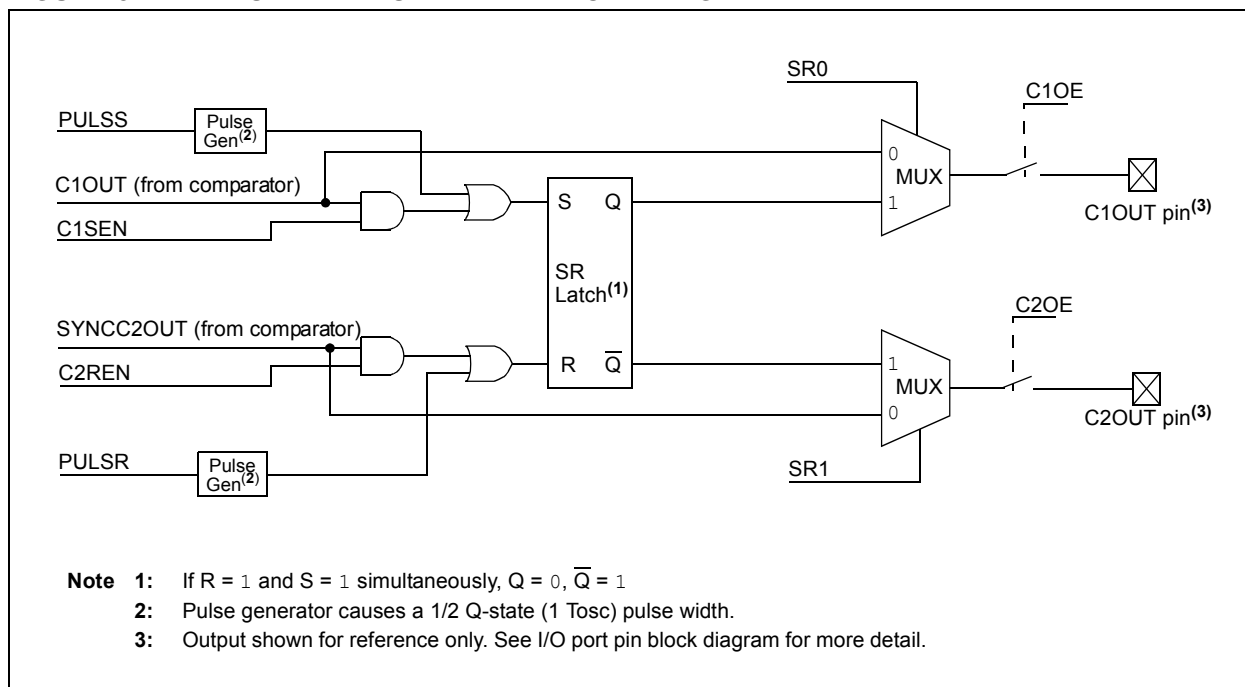 SR0
C1OE
PULSS
Pulse
Gen(2)
0
MUX
1
C1OUT (from comparator)
C1SEN
S Q
C1OUT pin(3)
SR
Latch(1)
SYNCC2OUT (from comparator)
C2REN
R Q̅
C2OE
1
MUX
0
C2OUT pin(3)
PULSR
Pulse
Gen(2)
SR1
Note 1: If R = 1 and S = 1 simultaneously, Q = 0, Q̅ = 1
2: Pulse generator causes a 1/2 Q-state (1 Tosc) pulse width.
3: Output shown for reference only. See I/O port pin block diagram for more detail.